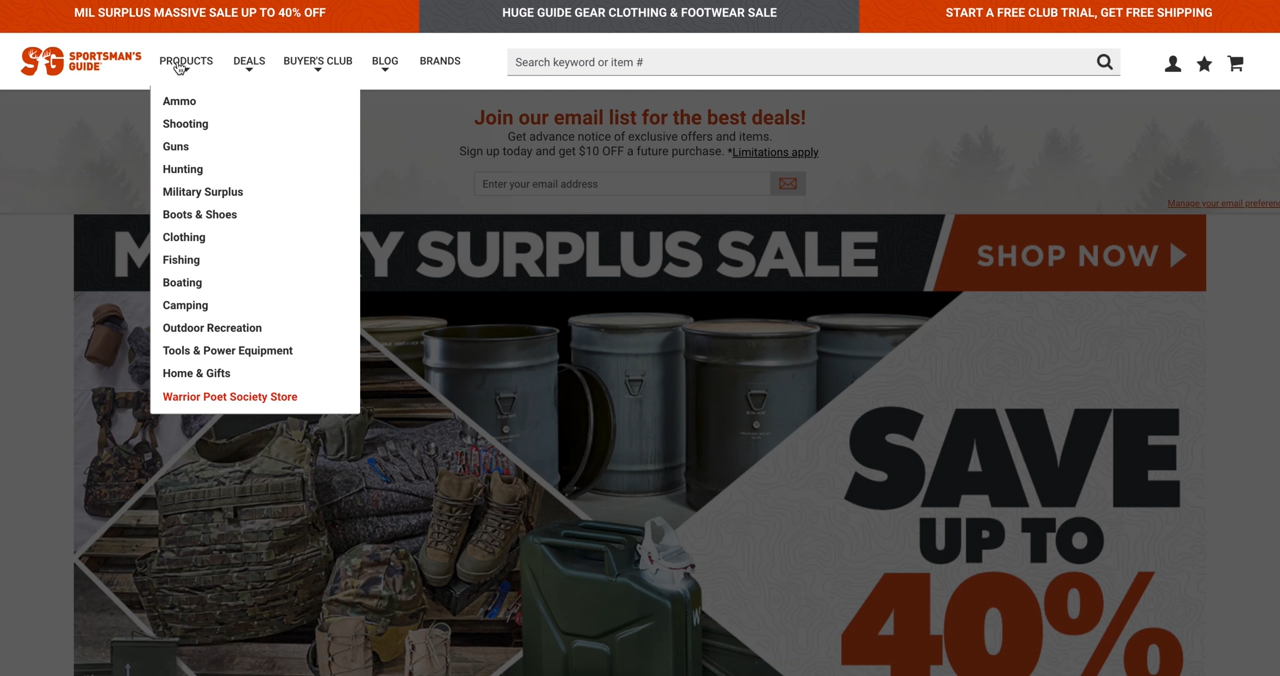 MIL SURPLUS MASSIVE SALE UP TO 40% OFF
HUGE GUIDE GEAR CLOTHING & FOOTWEAR SALE
START A FREE CLUB TRIAL, GET FREE SHIPPING
SG SPORTSMAN'S
GUIDE
PRODUCTS
DEALS
BUYER'S CLUB
BLOG
BRANDS
Search keyword or item #
Ammo
Shooting
Guns
Hunting
Military Surplus
Boots & Shoes
Clothing
Fishing
Boating
Camping
Outdoor Recreation
Tools & Power Equipment
Home & Gifts
Warrior Poet Society Store
Join our email list for the best deals!
Get advance notice of exclusive offers and items.
Sign up today and get $10 OFF a future purchase. *Limitations apply
Enter your email address
Manage your email preferen
M Y SURPLUS SALE
SHOP NOW
SAVE
UP TO
40%